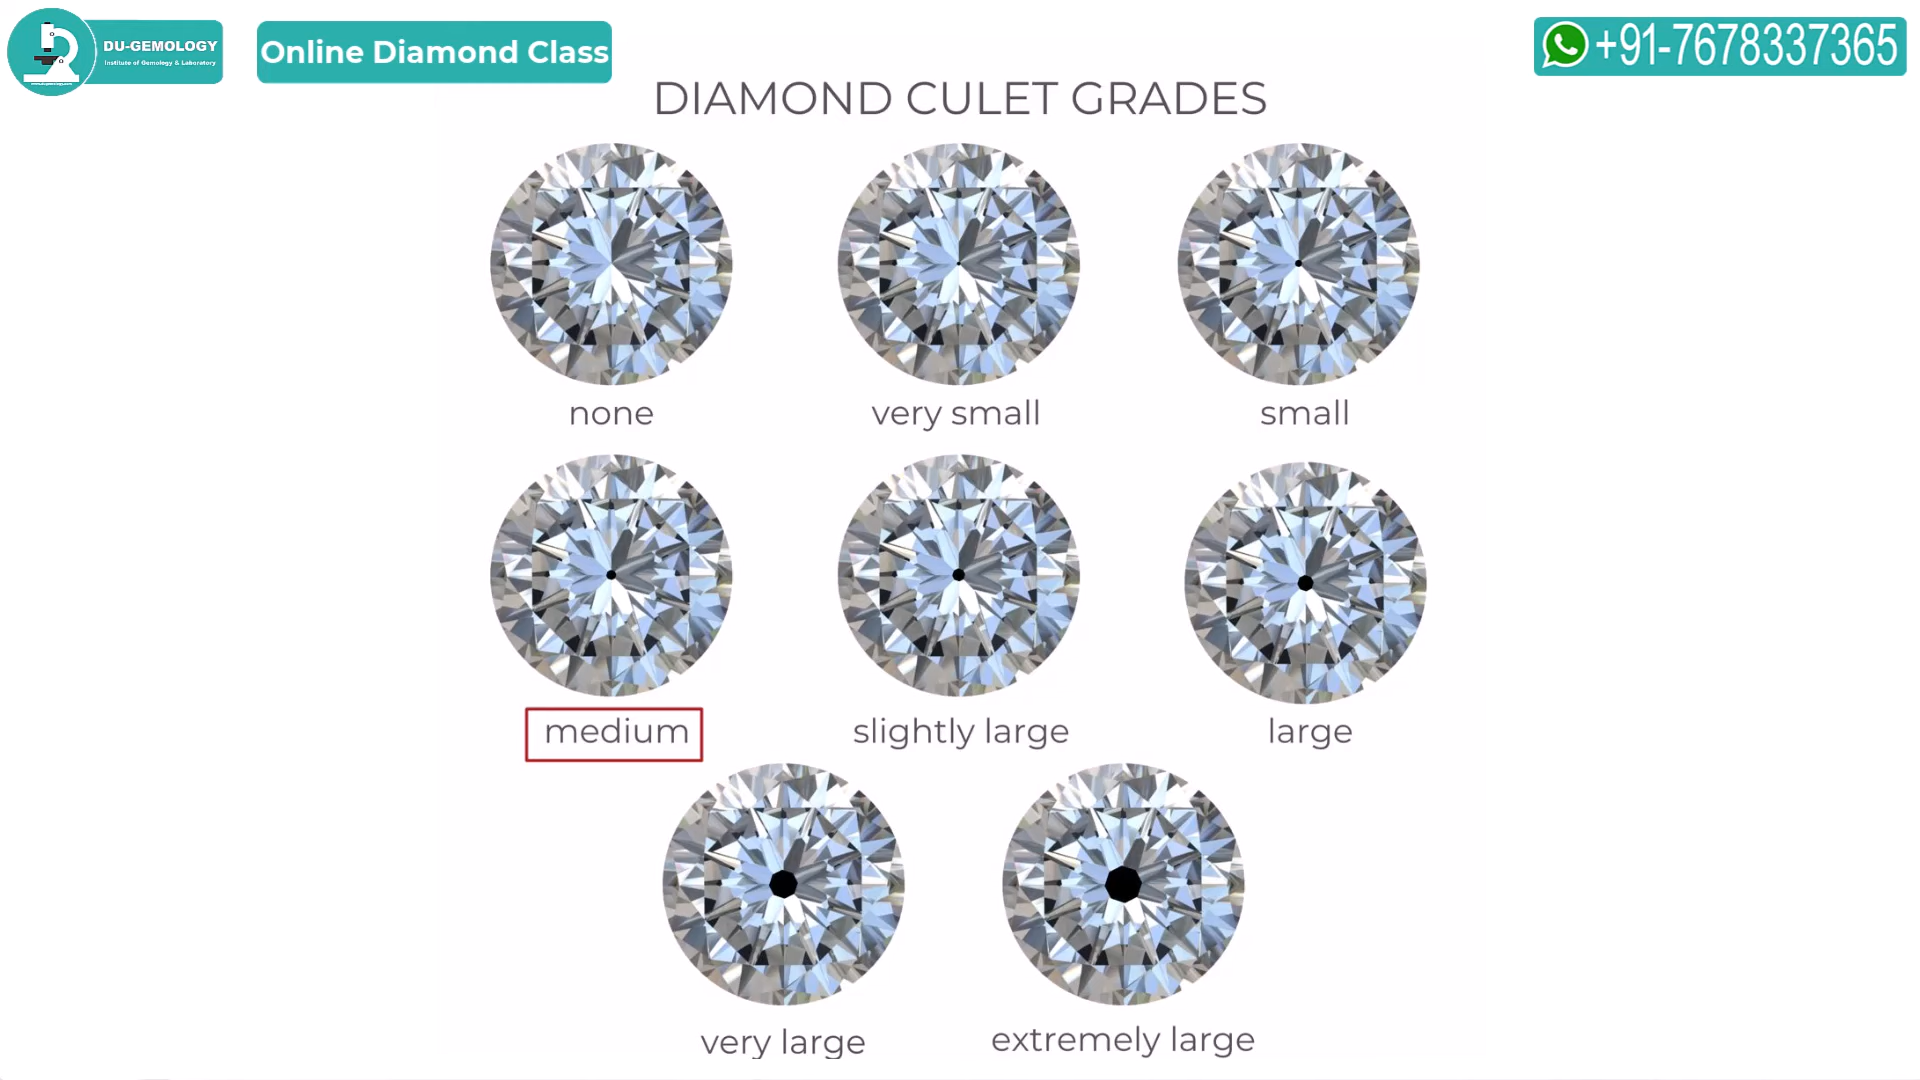 DU-GEMOLOGY
Institute of Gemology & Laboratory
Online Diamond Class
+91-7678337365
DIAMOND CULET GRADES
none
very small
small
medium
slightly large
large
very large
extremely large